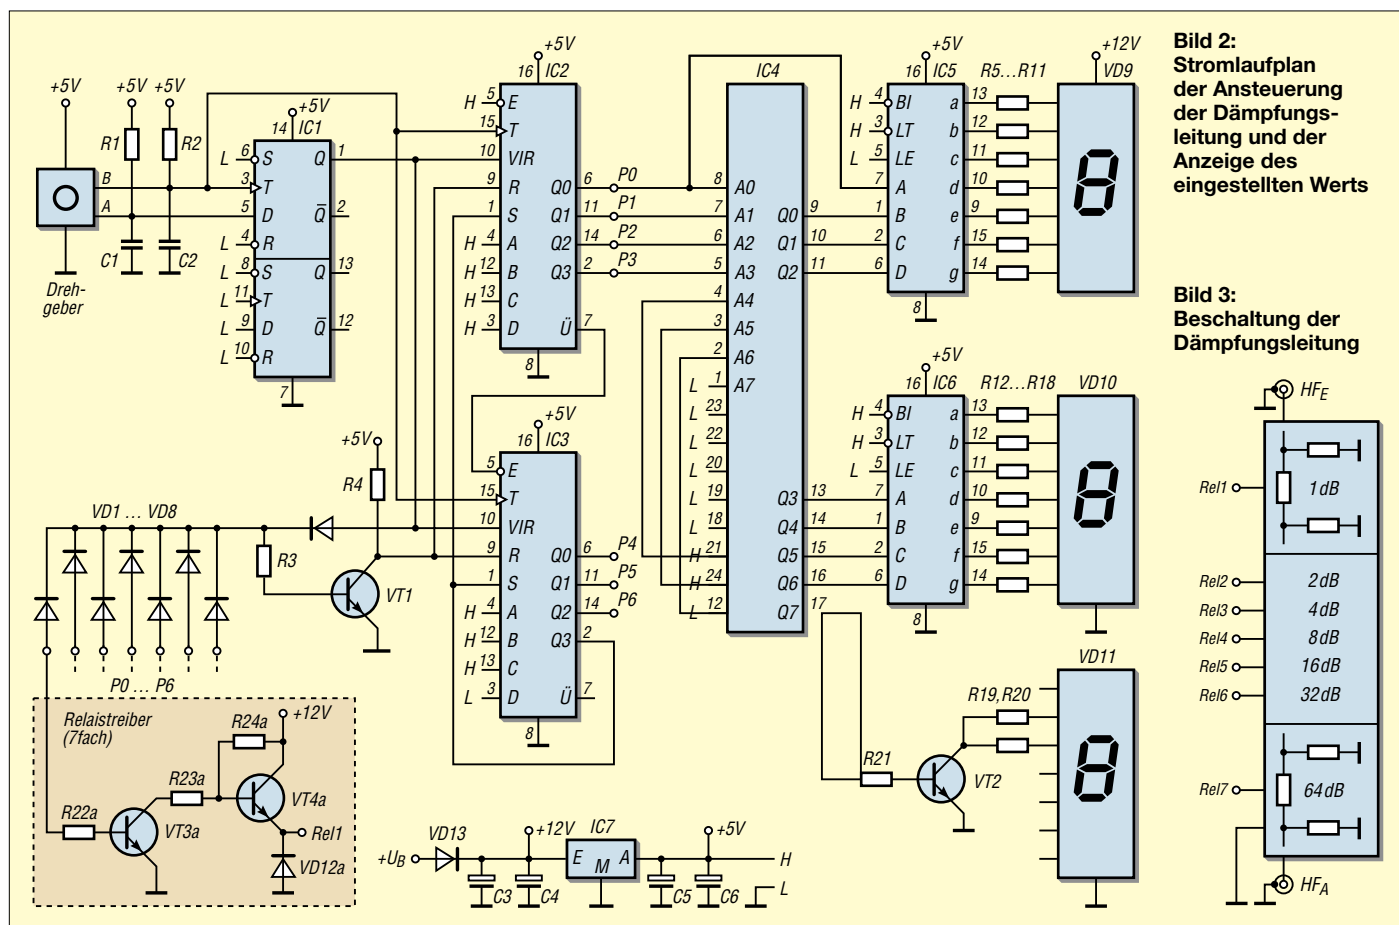 Bild 2:
Stromlaufplan
der Ansteuerung
der Dämpfungs-
leitung und der
Anzeige des
eingestellten Werts
Bild 3:
Beschaltung der
Dämpfungsleitung
+5V
+5V
+5V
R1
R2
B
A
C1
C2
Dreh-
geber
+5V
14 IC1
L 6 S Q 1
3 T
5 D Q 2
L 4 R
L 8 S Q 13
L 11 T
L 9 D Q 12
L 10 R
7
+5V
16 IC2
H 5 E
15 T
10 VIR
9 R Q0 6 P0
1 S Q1 11 P1
H 4 A Q2 14 P2
H 12 B Q3 2 P3
H 13 C
H 3 D Ü 7
8
+5V
16 IC3
5 E
15 T
10 VIR
9 R Q0 6 P4
1 S Q1 11 P5
H 4 A Q2 14 P6
H 12 B Q3 2
H 13 C
L 3 D Ü 7
8
IC4
8 A0
7 A1 Q0 9
6 A2 Q1 10
5 A3 Q2 11
4 A4
3 A5
2 A6
L 1 A7
L 23
L 22
L 20
L 19 Q3 13
L 18 Q4 14
H 21 Q5 15
H 24 Q6 16
L 12 Q7 17
+5V
16 IC5
R5...R11
+12V
VD9
H 4 BI a 13
H 3 LT b 12
L 5 LE c 11
7 A d 10
1 B e 9
2 C f 15
6 D g 14
8
+5V
16 IC6
R12...R18
VD10
H 4 BI a 13
H 3 LT b 12
L 5 LE c 11
7 A d 10
1 B e 9
2 C f 15
6 D g 14
8
VD11
R19,R20
R21
VT2
+5V
R4
VD1 ... VD8
R3
VT1
P0 ... P6
Relaistreiber
(7fach)
R24a
+12V
R23a
VT4a
R22a
VT3a
Rel1
VD12a
+UB
VD13
+12V
IC7
+5V
E M A
H
L
C3
C4
C5
C6
HFE
Rel1
1dB
Rel2 2dB
Rel3 4dB
Rel4 8dB
Rel5 16dB
Rel6 32dB
Rel7 64dB
HFA